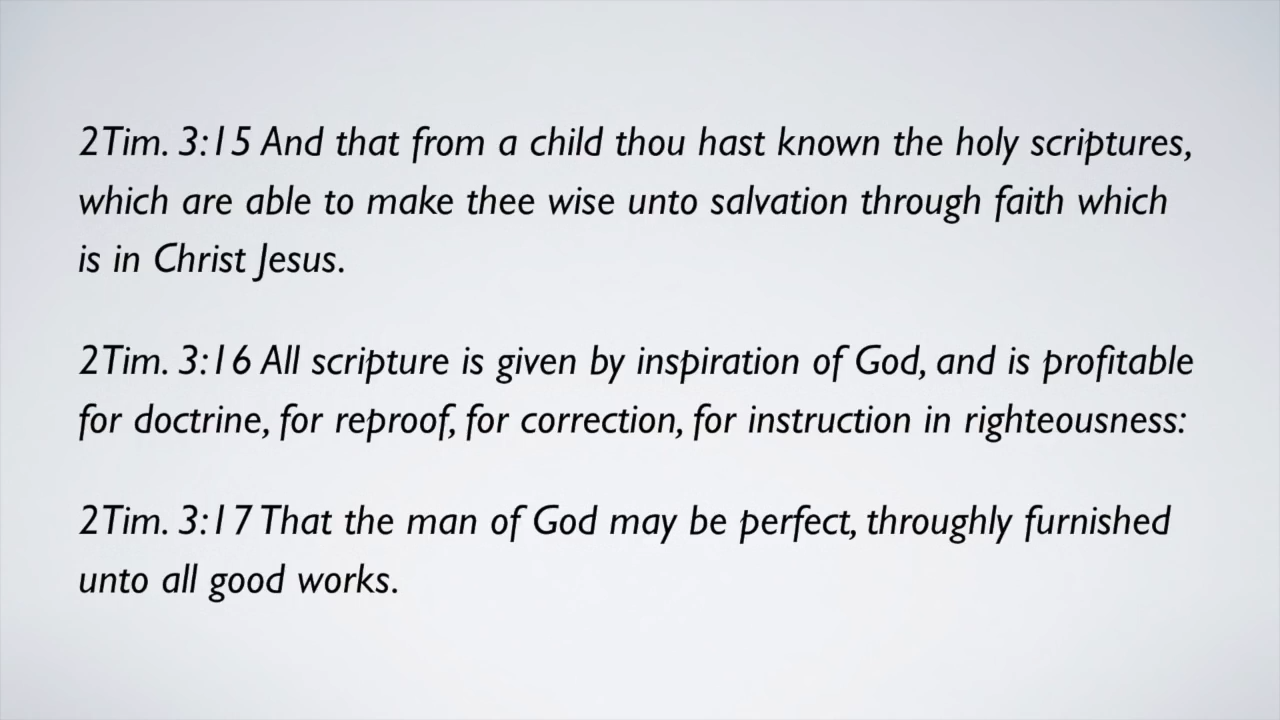 2Tim. 3:15 And that from a child thou hast known the holy scriptures,
which are able to make thee wise unto salvation through faith which
is in Christ Jesus.
2Tim. 3:16 All scripture is given by inspiration of God, and is profitable
for doctrine, for reproof, for correction, for instruction in righteousness:
2Tim. 3:17 That the man of God may be perfect, throughly furnished
unto all good works.